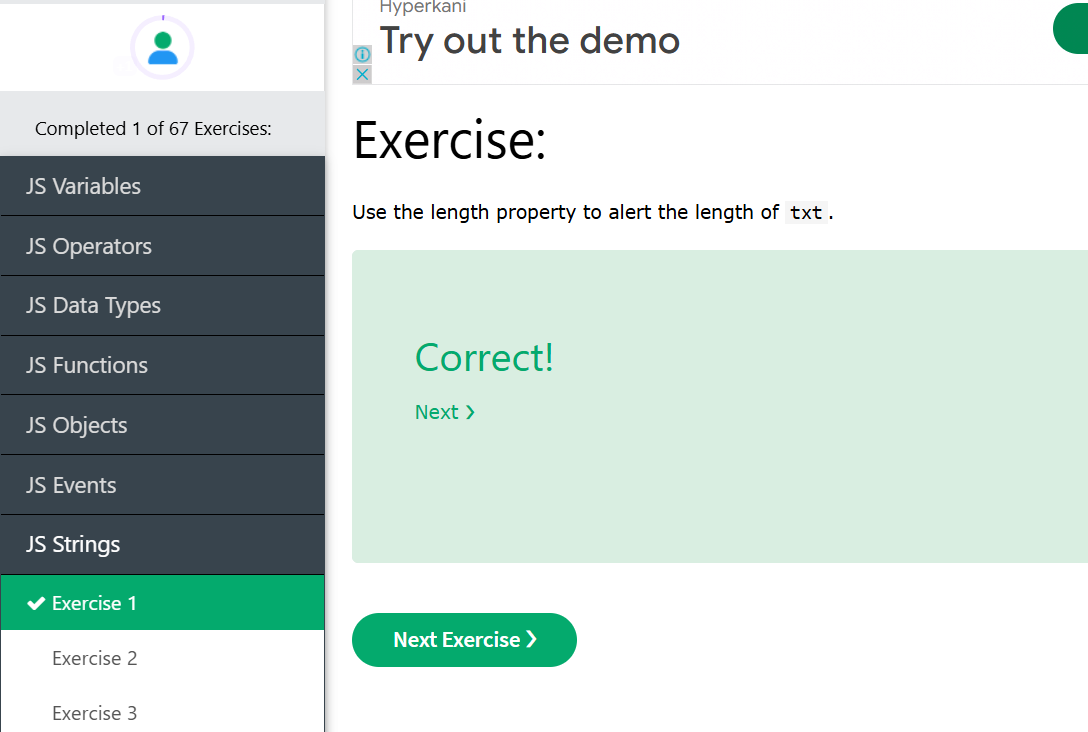 Hyperkani
Try out the demo
Completed 1 of 67 Exercises:
JS Variables
JS Operators
JS Data Types
JS Functions
JS Objects
JS Events
JS Strings
Exercise 1
Exercise 2
Exercise 3
Exercise:
Use the length property to alert the length of txt.
Correct!
Next ❯
Next Exercise ❯